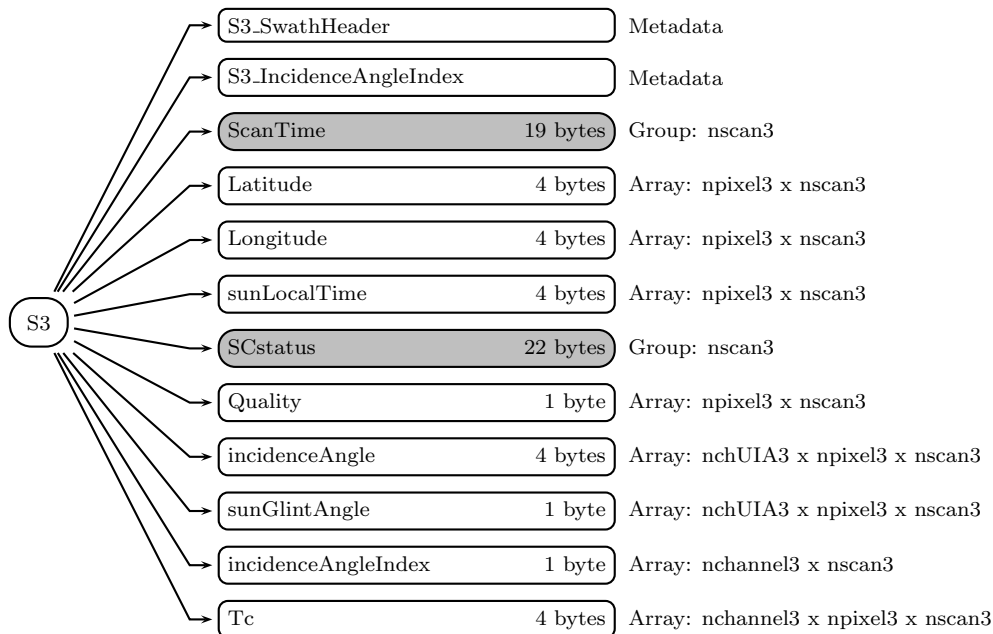 S3_SwathHeader Metadata
S3_IncidenceAngleIndex Metadata
ScanTime 19 bytes Group: nscan3
Latitude 4 bytes Array: npixel3 x nscan3
Longitude 4 bytes Array: npixel3 x nscan3
sunLocalTime 4 bytes Array: npixel3 x nscan3
S3
SCstatus 22 bytes Group: nscan3
Quality 1 byte Array: npixel3 x nscan3
incidenceAngle 4 bytes Array: nchUIA3 x npixel3 x nscan3
sunGlintAngle 1 byte Array: nchUIA3 x npixel3 x nscan3
incidenceAngleIndex 1 byte Array: nchannel3 x nscan3
Tc 4 bytes Array: nchannel3 x npixel3 x nscan3